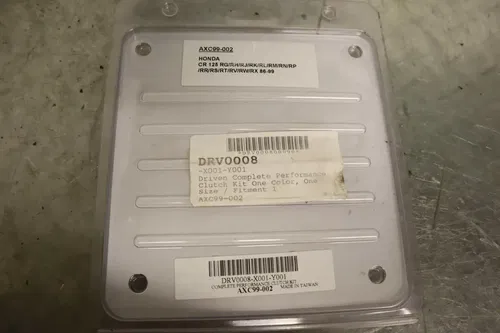 AXC99-002
HONDA
CR 125 RG/RH/RJ/RK/RL/RM/RN/RP
/RR/RS/RT/RV/RW/RX 86-99
DRV0008
-X001-Y001
Driven Complete Performance
Clutch Kit One Color, One
Size / Fitment 1
AXC99-002
DRV0008-X001-Y001
COMPLETE PERFORMANCE CLUTCH KIT
AXC99-002 MADE IN TAIWAN